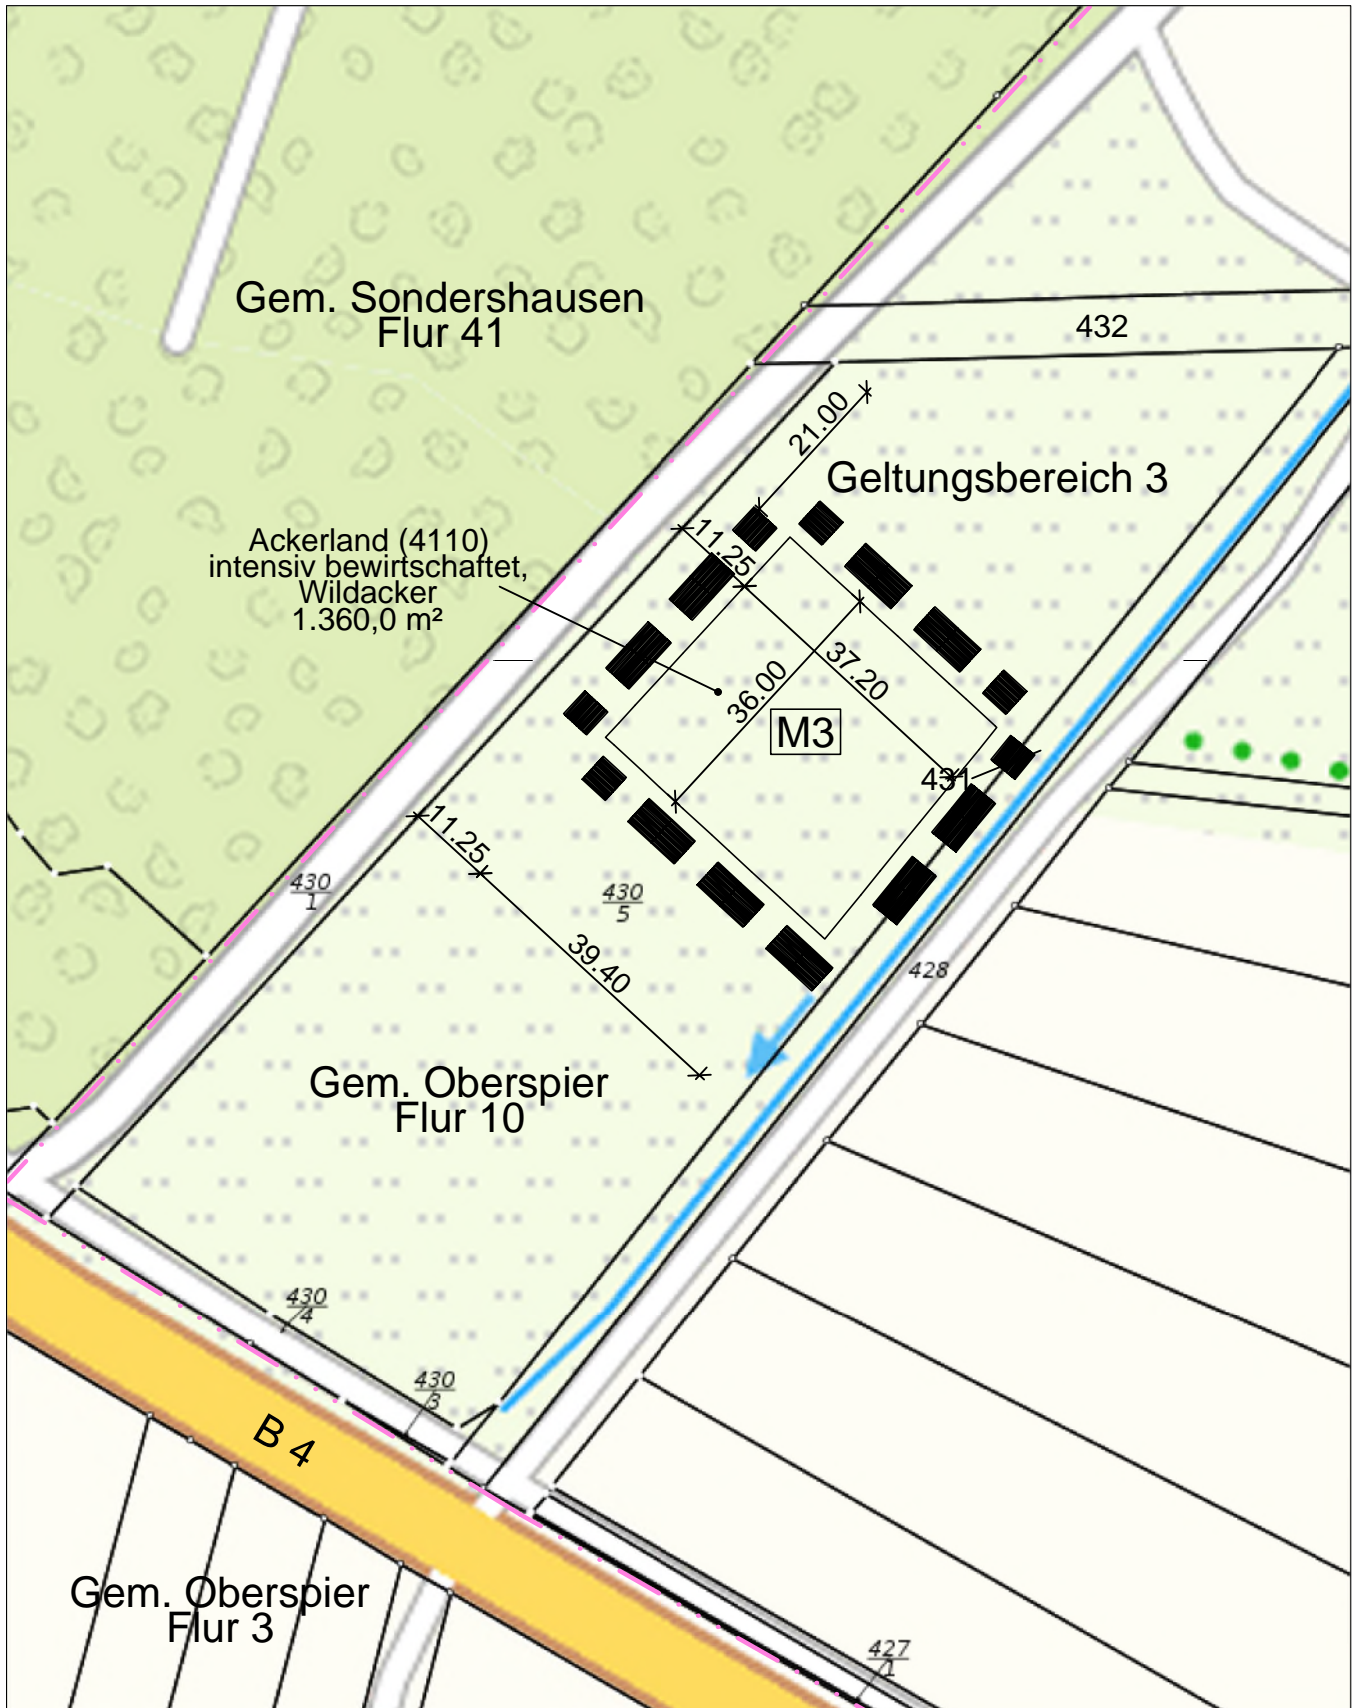 Gem. Sondershausen
Flur 41
432
21.00
Geltungsbereich 3
11.25
Ackerland (4110)
intensiv bewirtschaftet,
Wildacker
1.360,0 m²
37.20
36.00
M3
431
11.25
430
1
430
5
39.40
428
Gem. Oberspier
Flur 10
430
4
430
3
B 4
Gem. Oberspier
Flur 3
427
1